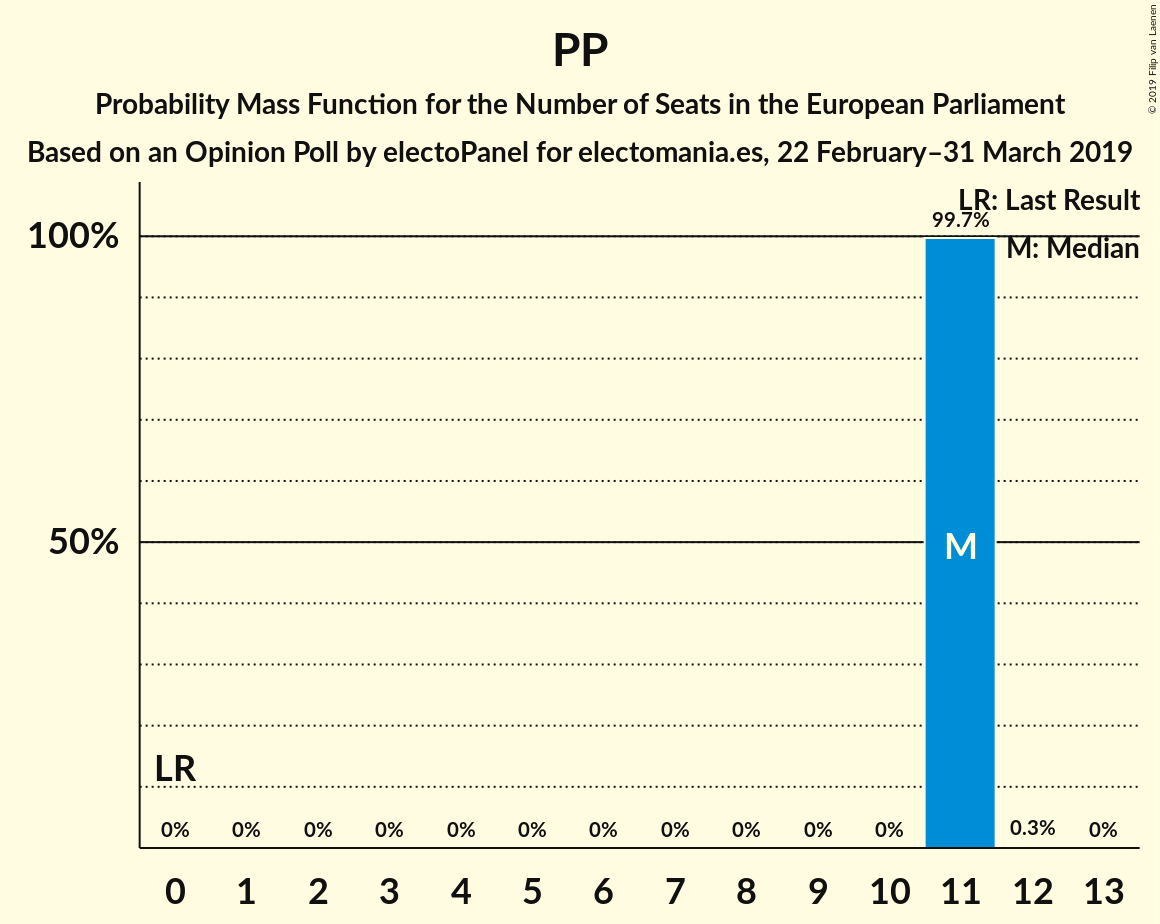 PP
Probability Mass Function for the Number of Seats in the European Parliament
Based on an Opinion Poll by electoPanel for electomania.es, 22 February–31 March 2019
© 2019 Filip van Laenen
LR: Last Result
M: Median
100%
50%
99.7%
M
LR
0% 0% 0% 0% 0% 0% 0% 0% 0% 0% 0% 0.3% 0%
0 1 2 3 4 5 6 7 8 9 10 11 12 13